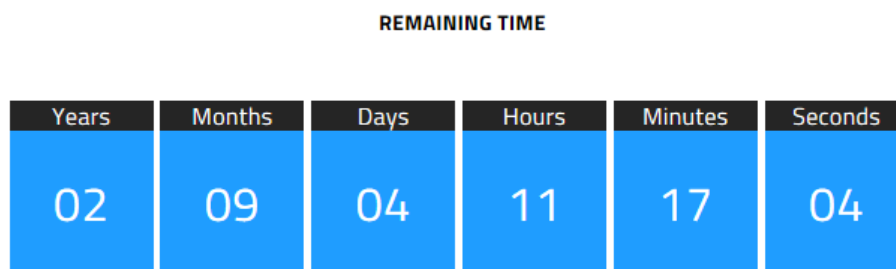 REMAINING TIME
Years Months Days Hours Minutes Seconds
02 09 04 11 17 04